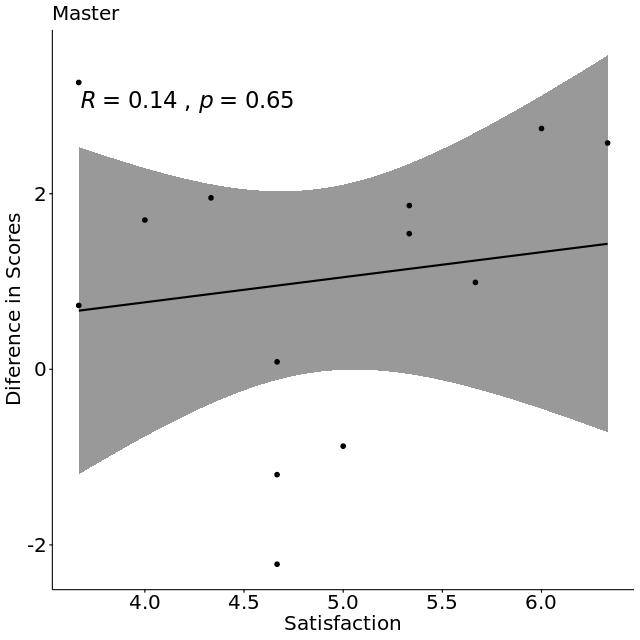 Master
R = 0.14 , p = 0.65
2
0
-2
Diference in Scores
4.0 4.5 5.0 5.5 6.0
Satisfaction